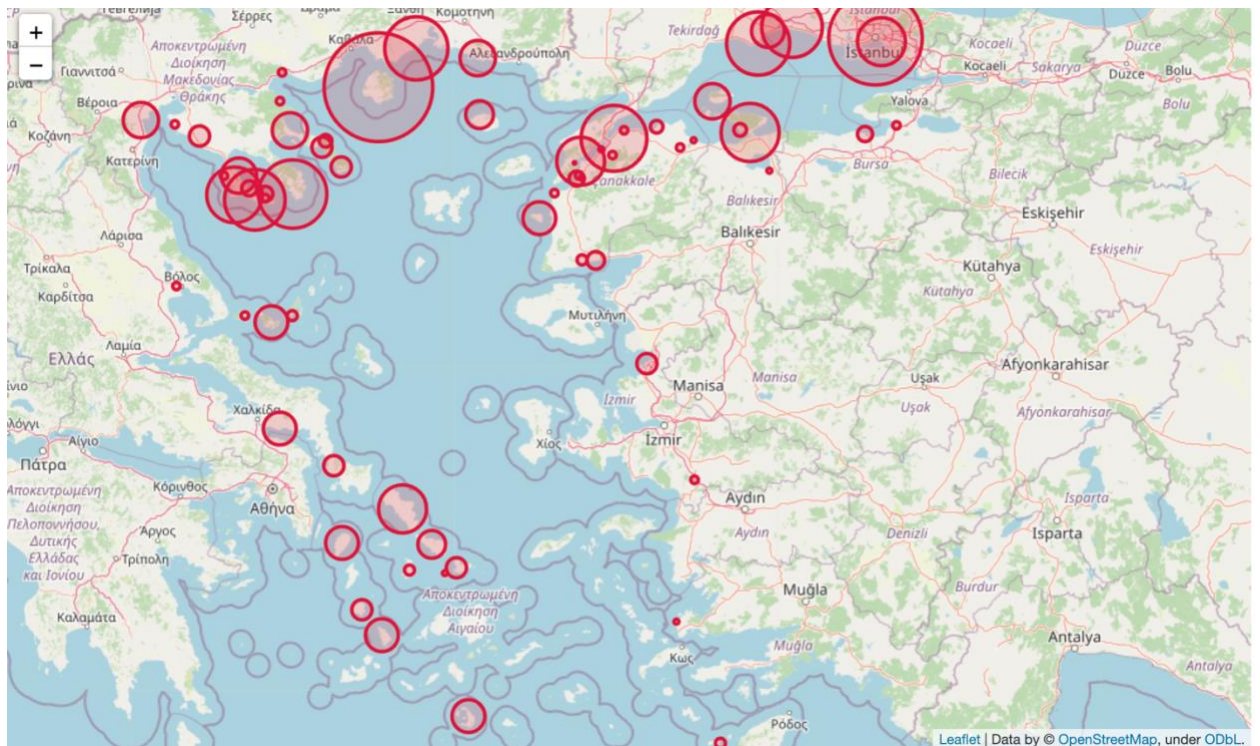 +
−
Σέρρες
Ξάνθη
Κομοτηνή
Καβάλα
Αλεξανδρούπολη
Αποκεντρωμένη
Διοίκηση
Μακεδονίας
Θράκης
Γιαννιτσά
Βέροια
Κοζάνη
Κατερίνη
Λάρισα
Τρίκαλα
Καρδίτσα
Βόλος
Λαμία
Ελλάς
Χαλκίδα
Αίγιο
Πάτρα
Κόρινθος
Αθήνα
Αποκεντρωμένη
Διοίκηση
Πελοποννήσου,
Δυτικής
Ελλάδας
και Ιονίου
Άργος
Τρίπολη
Καλαμάτα
Αποκεντρωμένη
Διοίκηση
Αιγαίου
Μυτιλήνη
Χίος
Κως
Ρόδος
Tekirdağ
İstanbul
İstanbul
Kocaeli
Kocaeli
Sakarya
Düzce
Düzce
Bolu
Bolu
Yalova
Bursa
Bilecik
Çanakkale
Balıkesir
Balıkesir
Eskişehir
Eskişehir
Kütahya
Kütahya
Manisa
Manisa
İzmir
İzmir
Uşak
Uşak
Afyonkarahisar
Afyonkarahisar
Aydın
Aydın
Denizli
Isparta
Isparta
Burdur
Muğla
Muğla
Antalya
Antalya
Leaflet | Data by © OpenStreetMap, under ODbL.